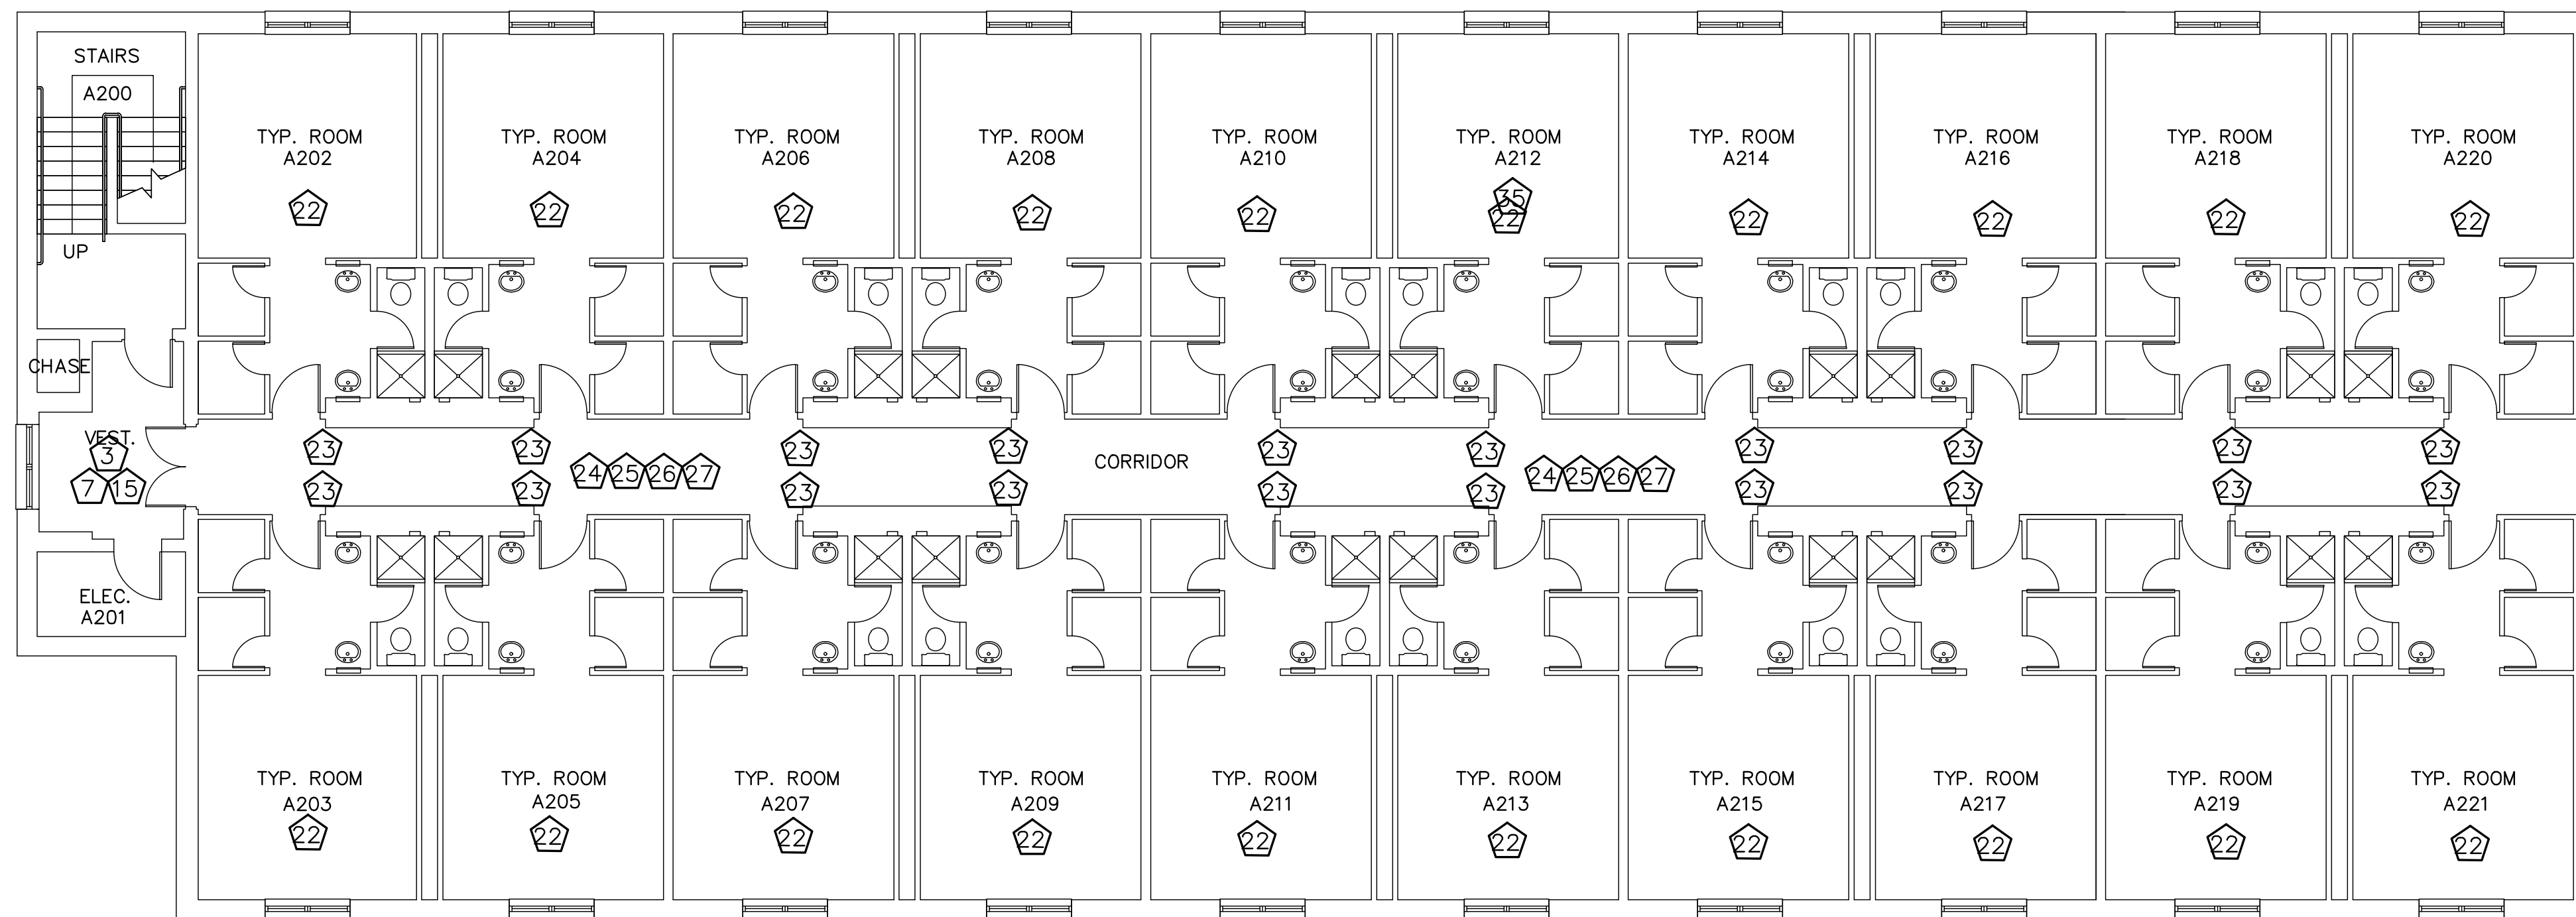 STAIRS
A200
UP
CHASE
VEST.
3
7 15
ELEC.
A201
TYP. ROOM
A202
22
TYP. ROOM
A204
22
TYP. ROOM
A206
22
TYP. ROOM
A208
22
TYP. ROOM
A210
22
TYP. ROOM
A212
35
22
TYP. ROOM
A214
22
TYP. ROOM
A216
22
TYP. ROOM
A218
22
TYP. ROOM
A220
22
23 23 23 23 23 23 23 23 23 23
24 25 26 27
CORRIDOR
24 25 26 27
23 23 23 23 23 23 23 23 23 23
TYP. ROOM
A203
22
TYP. ROOM
A205
22
TYP. ROOM
A207
22
TYP. ROOM
A209
22
TYP. ROOM
A211
22
TYP. ROOM
A213
22
TYP. ROOM
A215
22
TYP. ROOM
A217
22
TYP. ROOM
A219
22
TYP. ROOM
A221
22